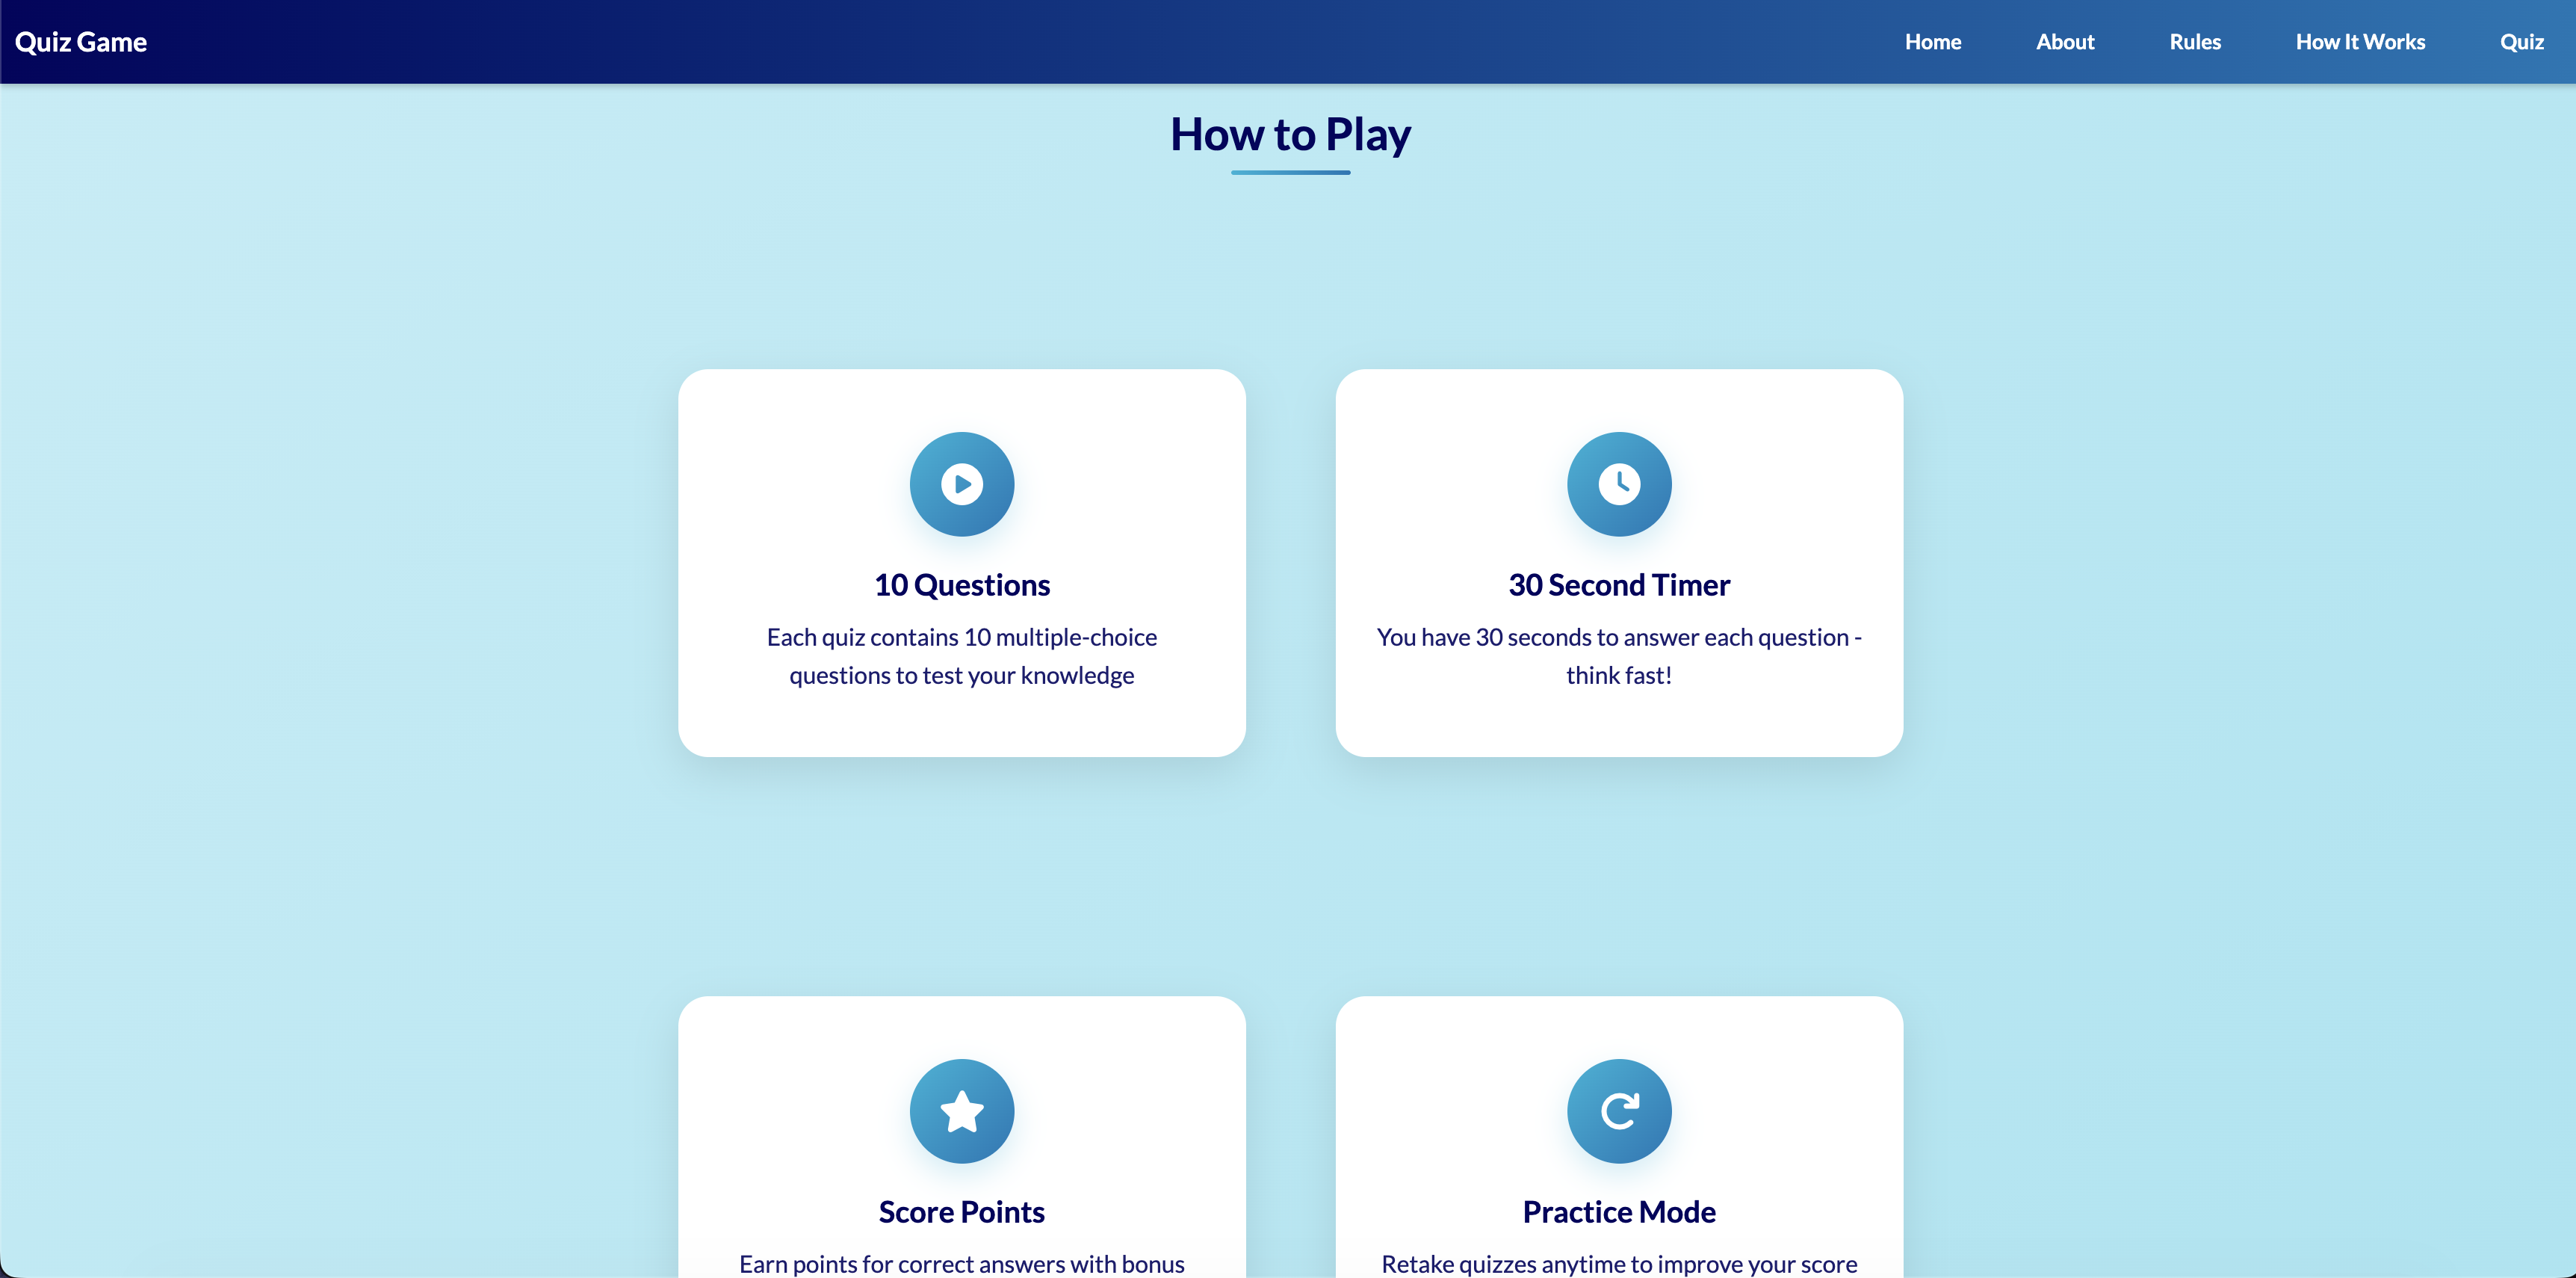 Quiz Game
Home
About
Rules
How It Works
Quiz
How to Play
10 Questions
Each quiz contains 10 multiple-choice
questions to test your knowledge
30 Second Timer
You have 30 seconds to answer each question -
think fast!
Score Points
Earn points for correct answers with bonus
Practice Mode
Retake quizzes anytime to improve your score